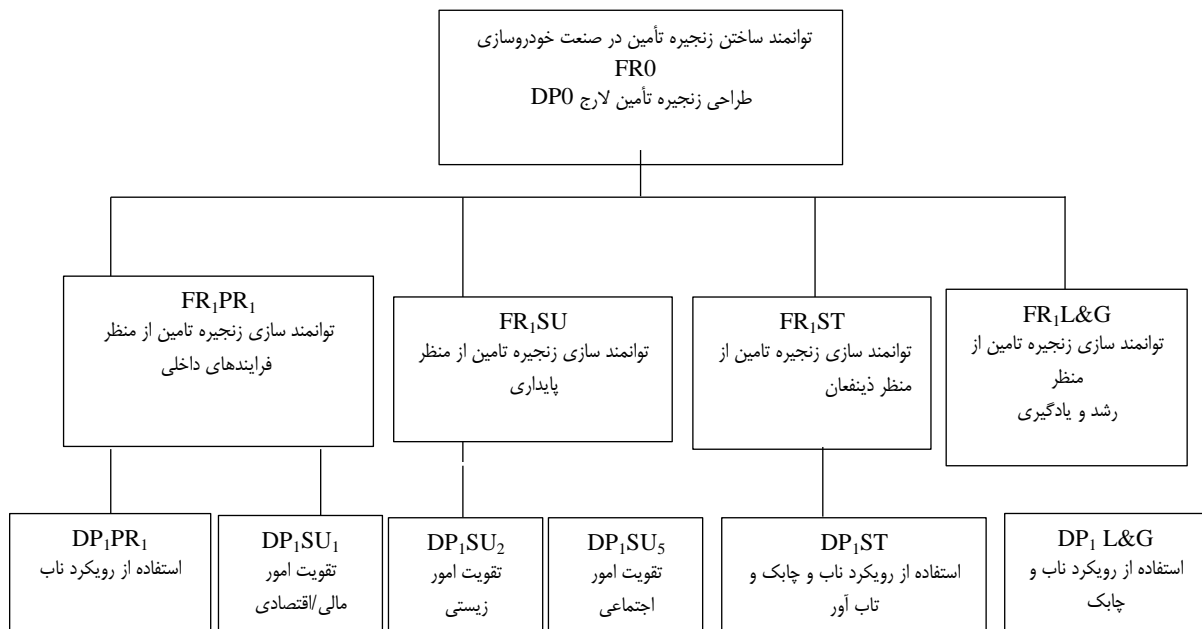 توانمند ساختن زنجیره تأمین در صنعت خودروسازی
FR0
طراحی زنجیره تأمین لارج DP0
FR₁PR₁
توانمند سازی زنجیره تامین از منظر
فرایندهای داخلی
FR₁SU
توانمند سازی زنجیره تامین از منظر
پایداری
FR₁ST
توانمند سازی زنجیره تامین از
منظر ذینفعان
FR₁L&G
توانمند سازی زنجیره تامین از
منظر
رشد و یادگیری
DP₁PR₁
استفاده از رویکرد ناب
DP₁SU₁
تقویت امور
مالی/اقتصادی
DP₁SU₂
تقویت امور
زیستی
DP₁SU₅
تقویت امور
اجتماعی
DP₁ST
استفاده از رویکرد ناب و چابک و
تاب آور
DP₁ L&G
استفاده از رویکرد ناب و
چابک